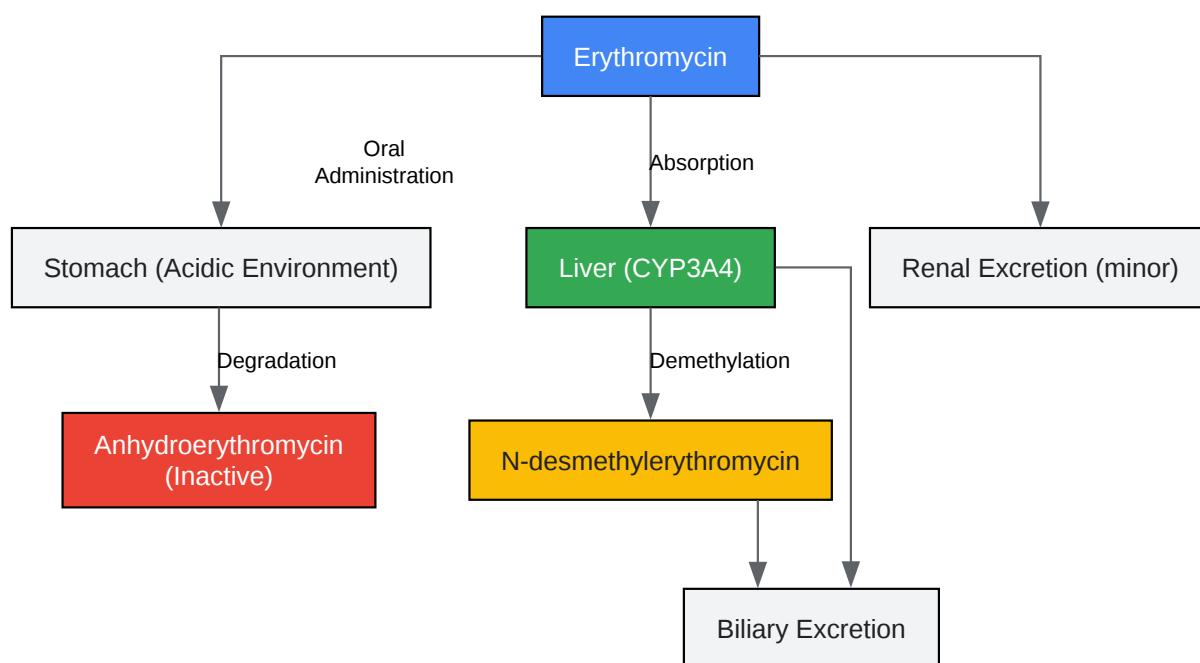 Erythromycin
Oral
Administration
Absorption
Stomach (Acidic Environment)
Liver (CYP3A4)
Renal Excretion (minor)
Degradation
Demethylation
Anhydroerythromycin
(Inactive)
N-desmethylerythromycin
Biliary Excretion